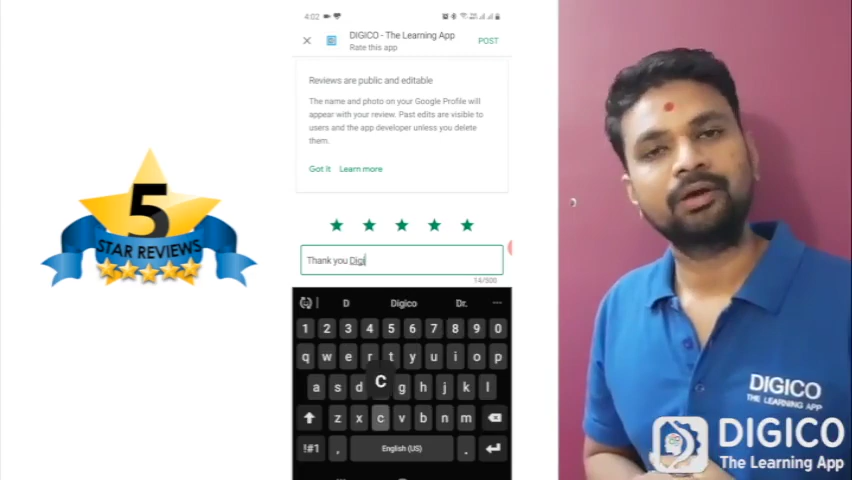 4:02
DIGICO - The Learning App
Rate this app
POST
Reviews are public and editable
The name and photo on your Google Profile will
appear with your review. Past edits are visible to
users and the app developer unless you delete
them.
Got it Learn more
5
STAR REVIEWS
Thank you Digi
14/500
D Digico Dr. ...
1 2 3 4 5 6 7 8 9 0
q w e r t y u i o p
a s d C g h j k l
z x c v b n m
!#1 , English (US) .
DIGICO
THE LEARNING APP
DIGICO
The Learning App